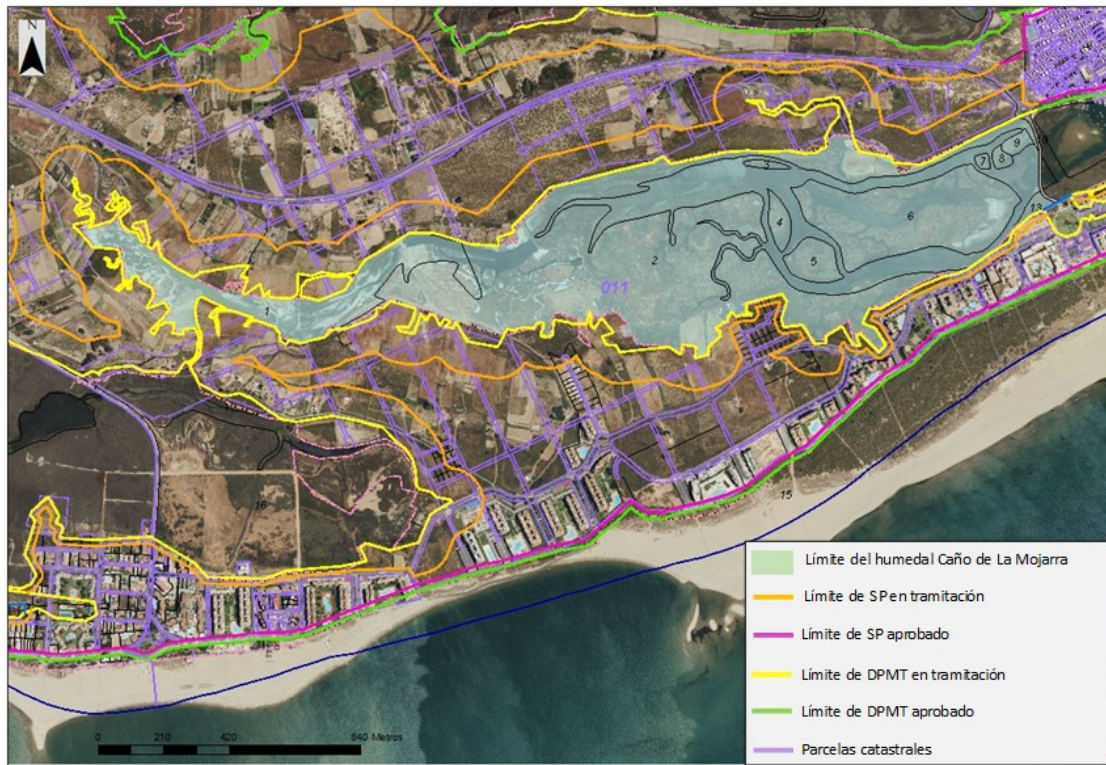 N
3
7
8
9
13
4
6
5
2
011
1
16
15
Límite del humedal Caño de La Mojarra
Límite de SP en tramitación
Límite de SP aprobado
Límite de DPMT en tramitación
Límite de DPMT aprobado
Parcelas catastrales
0 210 420 840 Metros